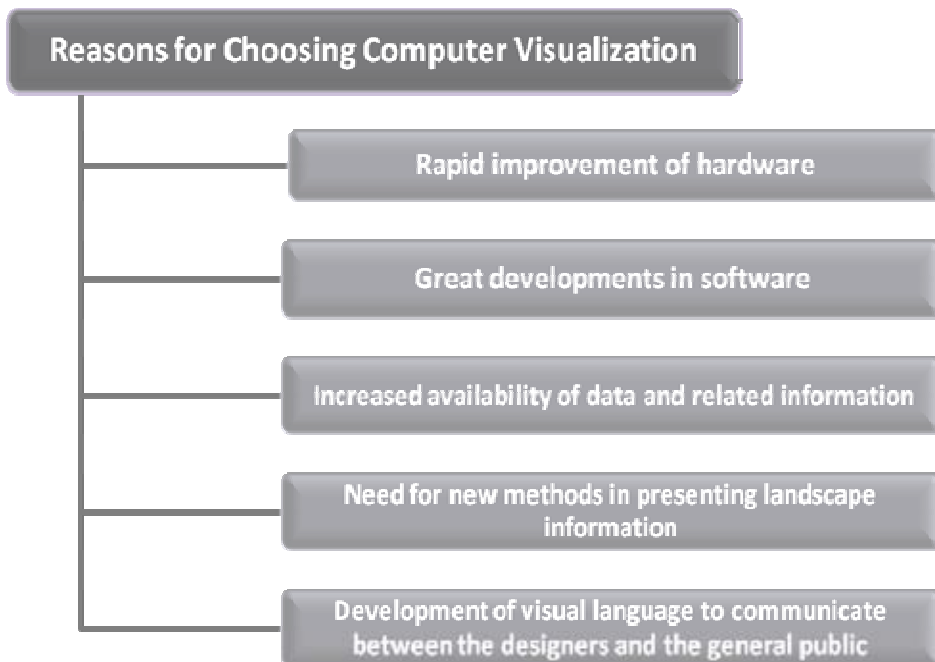 Reasons for Choosing Computer Visualization
Rapid improvement of hardware
Great developments in software
Increased availability of data and related information
Need for new methods in presenting landscape
information
Development of visual language to communicate
between the designers and the general public